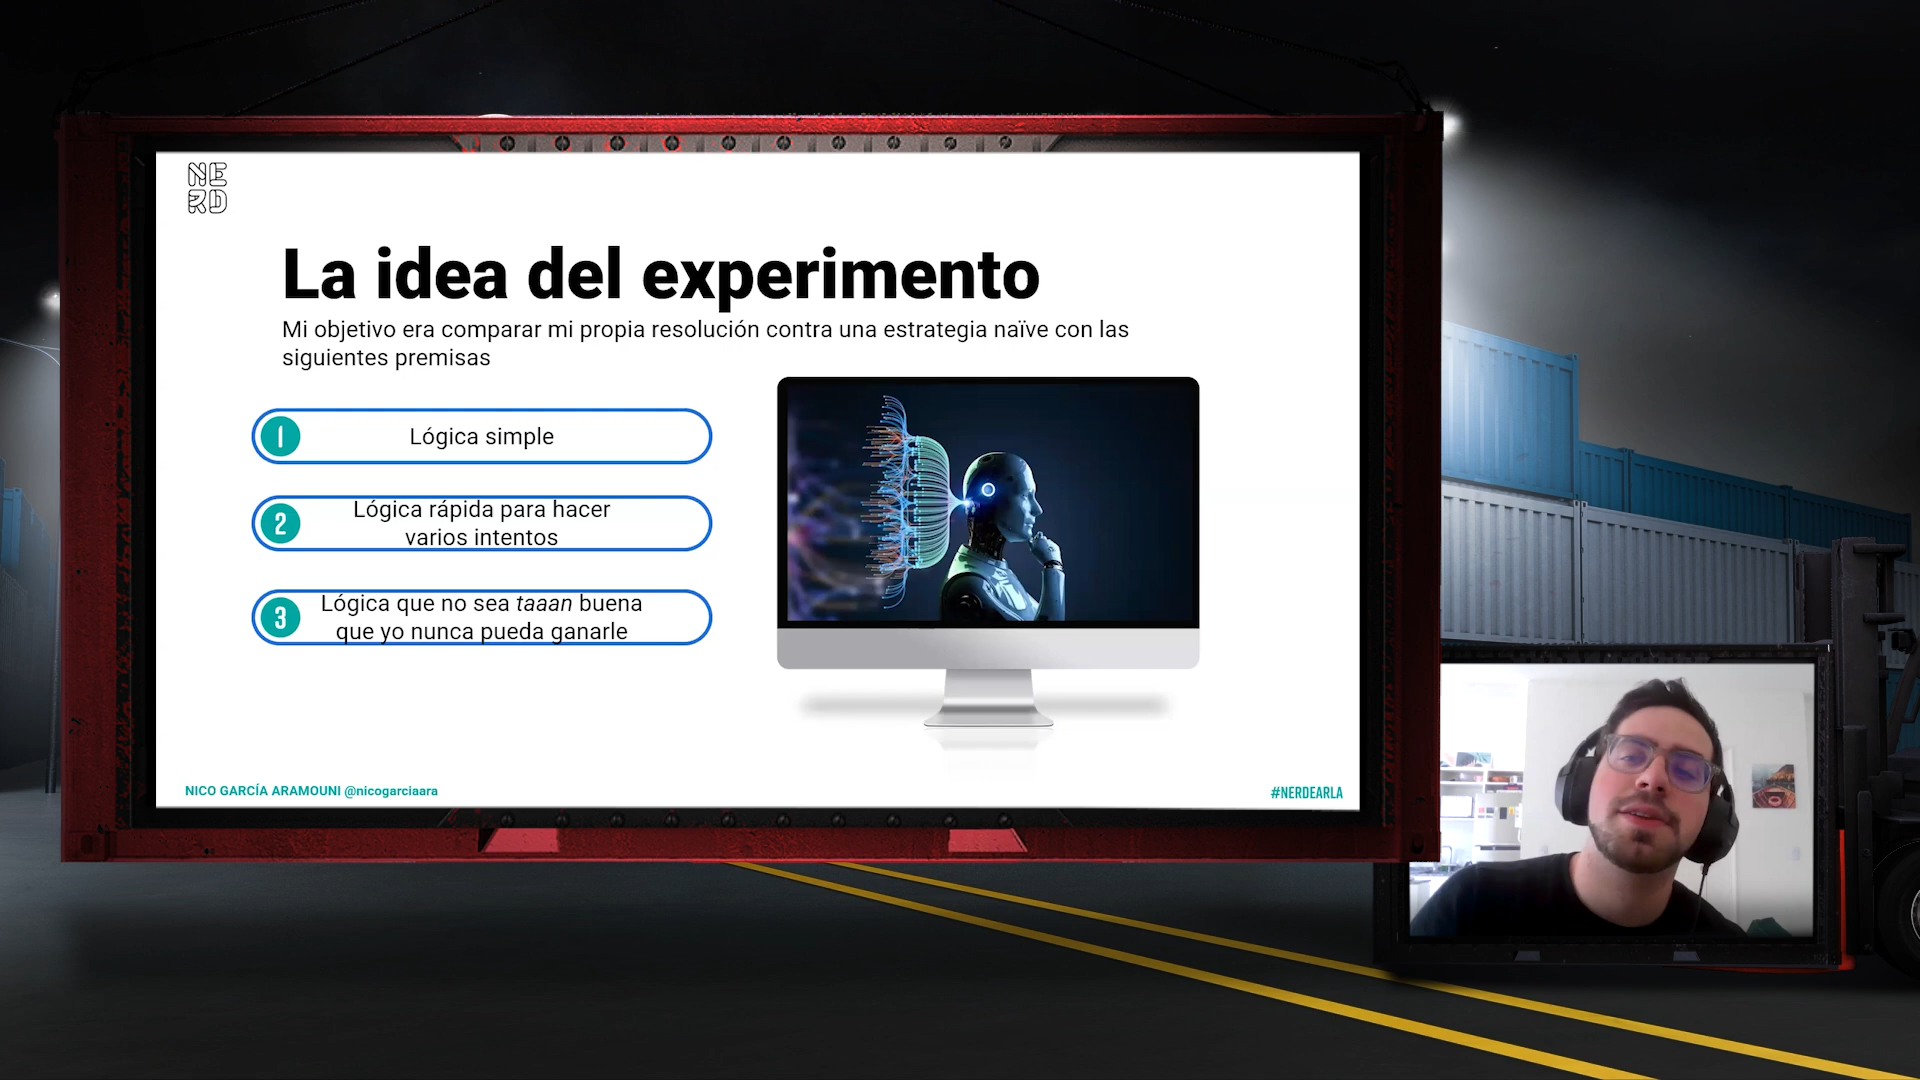 NE
RD
La idea del experimento
Mi objetivo era comparar mi propia resolución contra una estrategia naïve con las
siguientes premisas
1 Lógica simple
2 Lógica rápida para hacer
varios intentos
3 Lógica que no sea taaan buena
que yo nunca pueda ganarle
NICO GARCÍA ARAMOUNI @nicogarciaara
#NERDEARLA